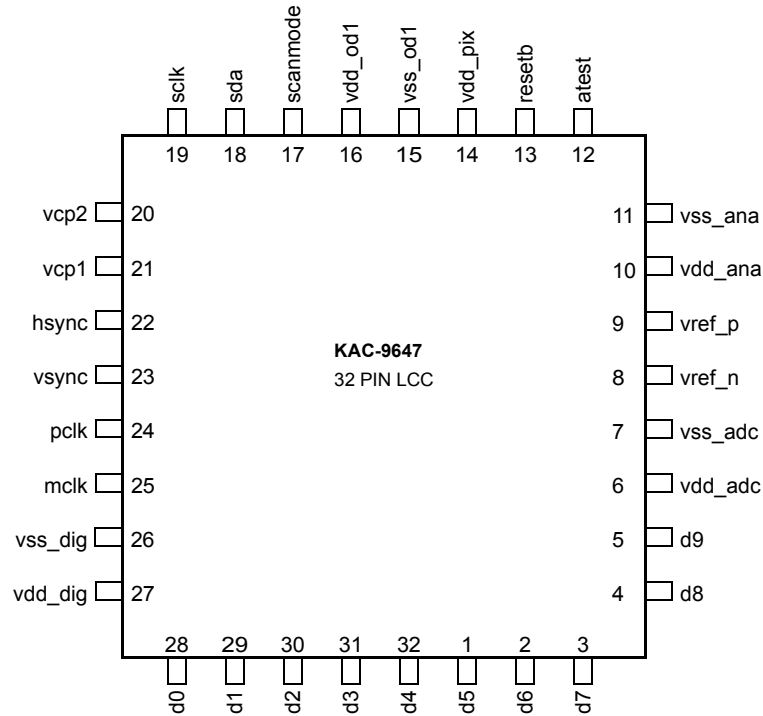 sclk sda scanmode vdd_od1 vss_od1 vdd_pix resetb atest
19 18 17 16 15 14 13 12
vcp2 20 11 vss_ana
vcp1 21 10 vdd_ana
hsync 22 9 vref_p
KAC-9647
vsync 23 8 vref_n
32 PIN LCC
pclk 24 7 vss_adc
mclk 25 6 vdd_adc
vss_dig 26 5 d9
vdd_dig 27 4 d8
28 29 30 31 32 1 2 3
d0 d1 d2 d3 d4 d5 d6 d7